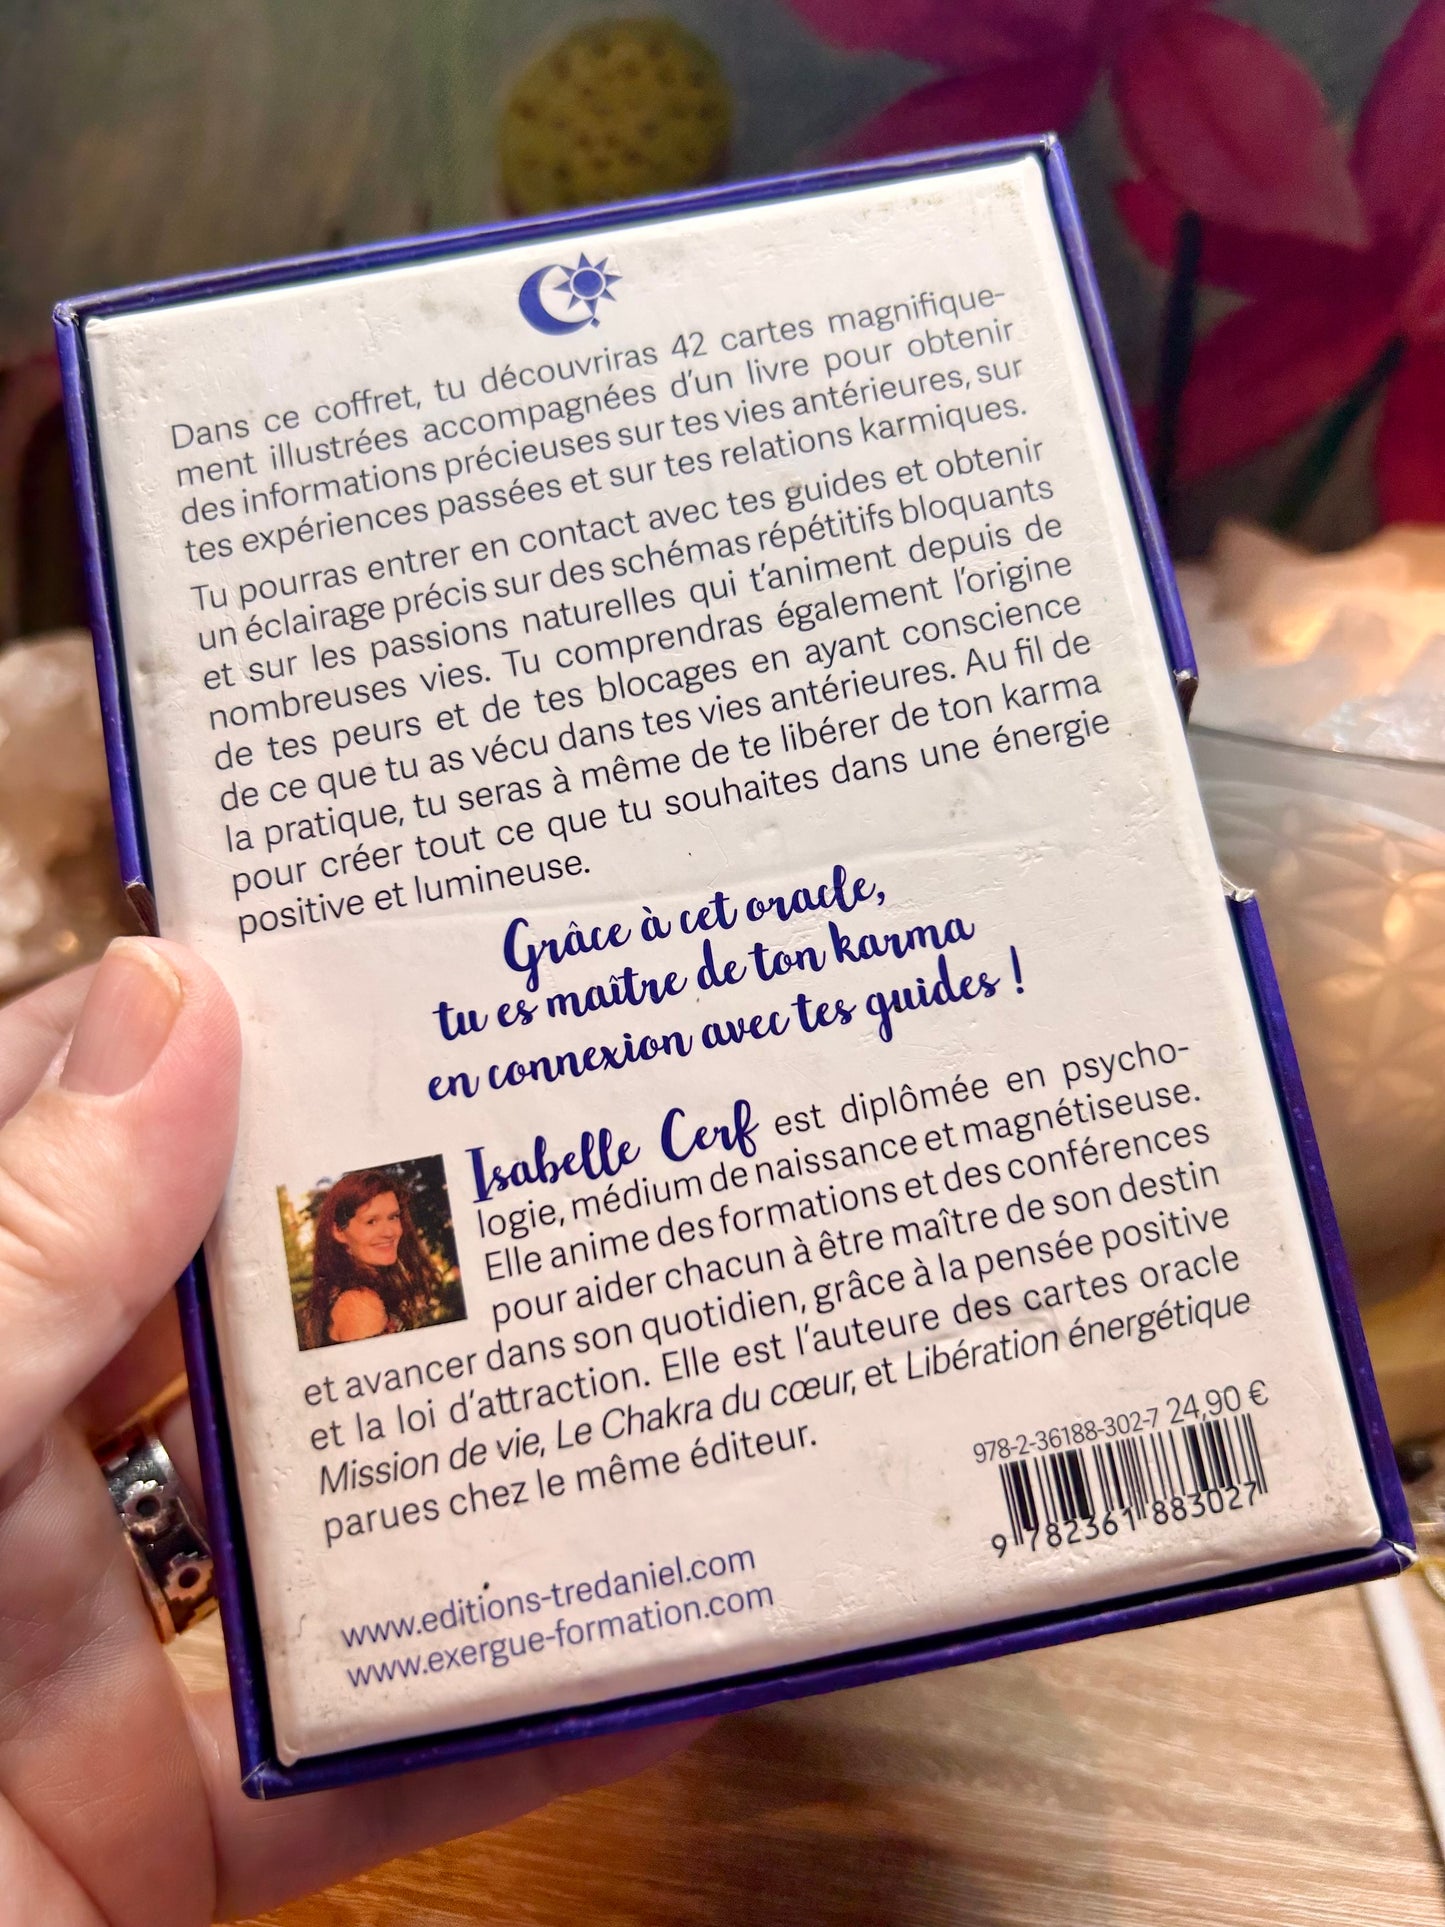 Dans ce coffret, tu découvriras 42 cartes magnifique-
ment illustrées accompagnées d'un livre pour obtenir
des informations précieuses sur tes vies antérieures, sur
tes expériences passées et sur tes relations karmiques.
Tu pourras entrer en contact avec tes guides et obtenir
un éclairage précis sur des schémas répétitifs bloquants
et sur les passions naturelles qui t'animent depuis de
nombreuses vies. Tu comprendras également l'origine
de tes peurs et de tes blocages en ayant conscience
de ce que tu as vécu dans tes vies antérieures. Au fil de
la pratique, tu seras à même de te libérer de ton karma
pour créer tout ce que tu souhaites dans une énergie
positive et lumineuse.
Grâce à cet oracle,
tu es maître de ton karma
en connexion avec tes guides !
Isabelle Cerf est diplômée en psycho-
logie, médium de naissance et magnétiseuse.
Elle anime des formations et des conférences
pour aider chacun à être maître de son destin
et avancer dans son quotidien, grâce à la pensée positive
et la loi d'attraction. Elle est l'auteure des cartes oracle
Mission de vie, Le Chakra du cœur, et Libération énergétique
parues chez le même éditeur.
978-2-36188-302-7 24,90 €
9 782361 883027
www.editions-tredaniel.com
www.exergue-formation.com